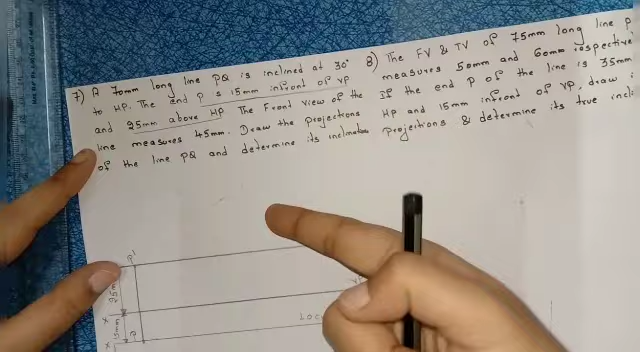 7) A 70mm long line PQ is inclined at 30°
to HP. The end P is 15mm infront of VP
and 25mm above HP The Front View of the
line measures 45mm. Draw the projections
of the line PQ and determine its
8) The FV & TV of 75mm long line P
measures 50mm and 60mm respective
If the end P of the line is 35mm
HP and 15mm infront of VP, draw
projections & determine its true incl
P'
25m
X
15mm
X
P
LOC